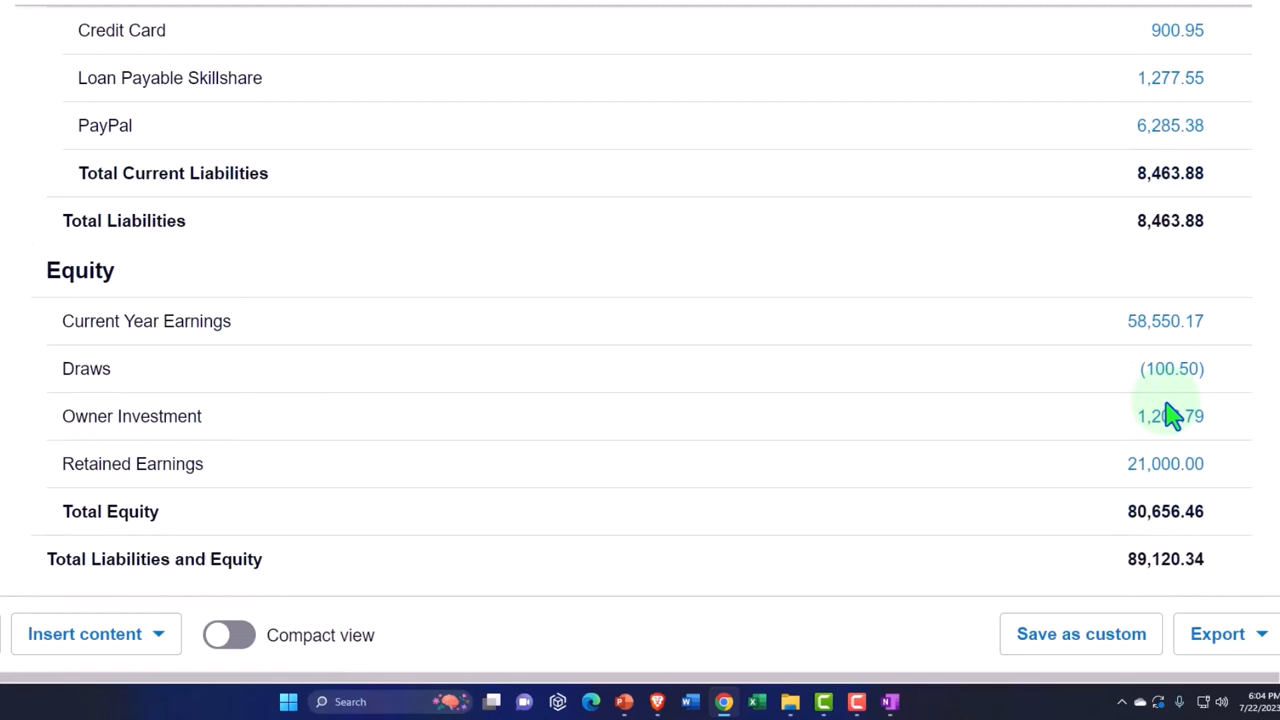 Credit Card 900.95
Loan Payable Skillshare 1,277.55
PayPal 6,285.38
Total Current Liabilities 8,463.88
Total Liabilities 8,463.88
Equity
Current Year Earnings 58,550.17
Draws (100.50)
Owner Investment
Retained Earnings 21,000.00
Total Equity 80,656.46
Total Liabilities and Equity 89,120.34
Insert content Compact view Save as custom Export
Search
6:04 PM